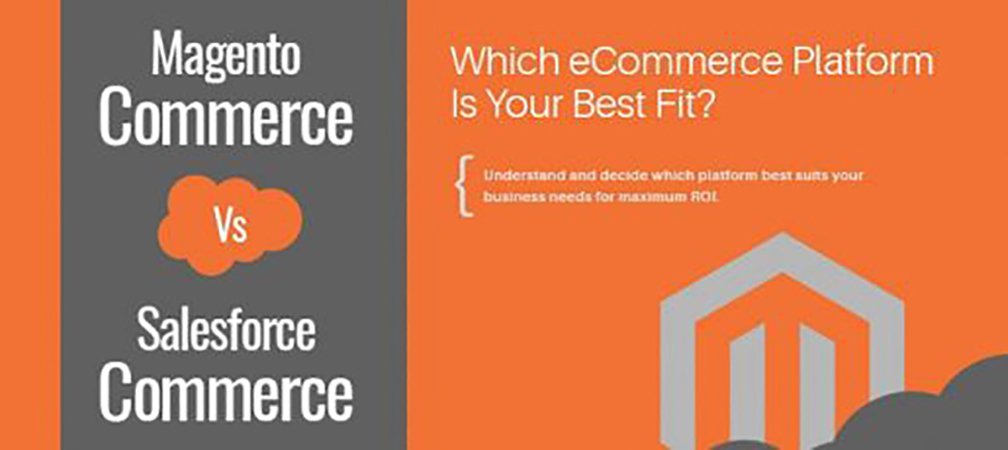 Magento
Commerce
Vs
Salesforce
Commerce
Which eCommerce Platform
Is Your Best Fit?
Understand and decide which platform best suits your
business needs for maximum ROI.